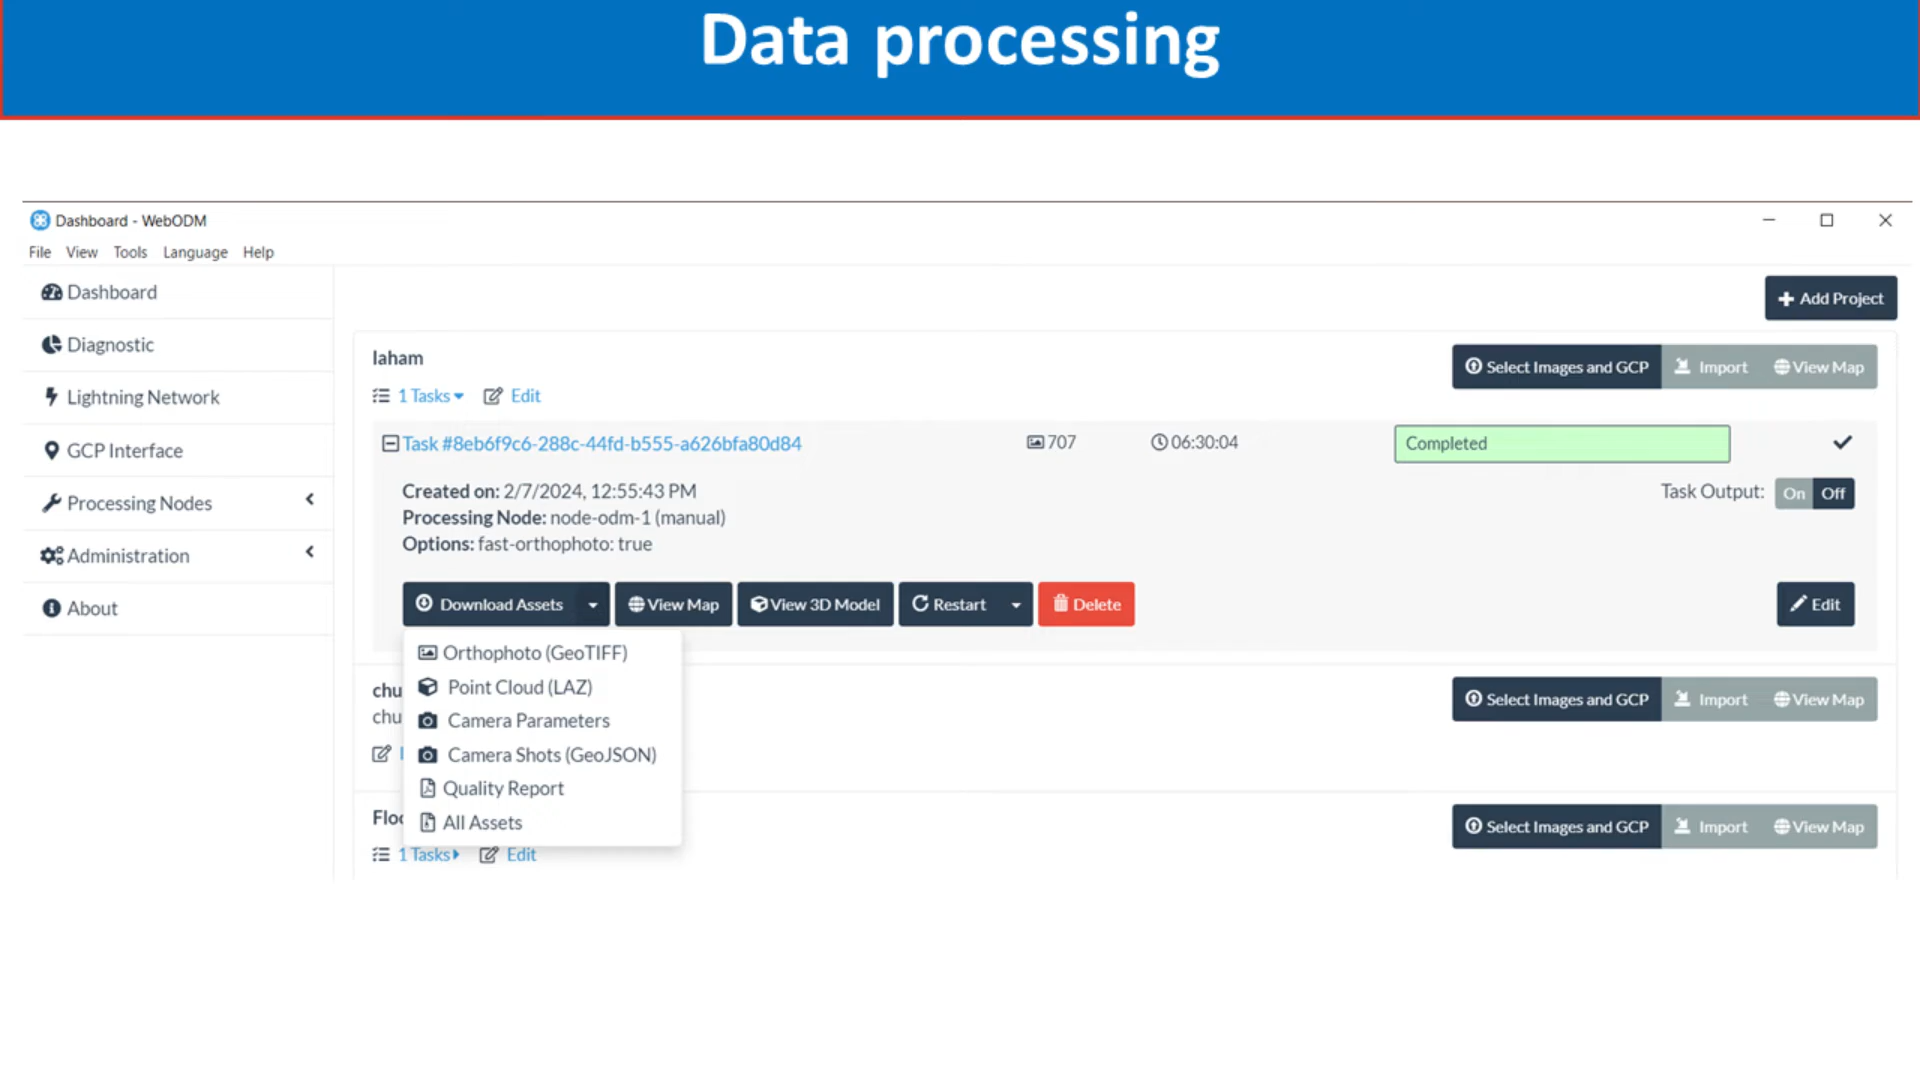 Data processing
Dashboard - WebODM
File View Tools Language Help
Dashboard
Diagnostic
Lightning Network
GCP Interface
Processing Nodes
Administration
About
Add Project
laham
Select Images and GCP Import View Map
1 Tasks Edit
Task #8eb6f9c6-288c-44fd-b555-a626bfa80d84 707 06:30:04 Completed
Created on: 2/7/2024, 12:55:43 PM
Task Output: On Off
Processing Node: node-odm-1 (manual)
Options: fast-orthophoto: true
Download Assets View Map View 3D Model Restart Delete Edit
Orthophoto (GeoTIFF)
Point Cloud (LAZ)
Camera Parameters
Camera Shots (GeoJSON)
Quality Report
All Assets
chu
chu
Select Images and GCP Import View Map
Floo
Select Images and GCP Import View Map
1 Tasks Edit